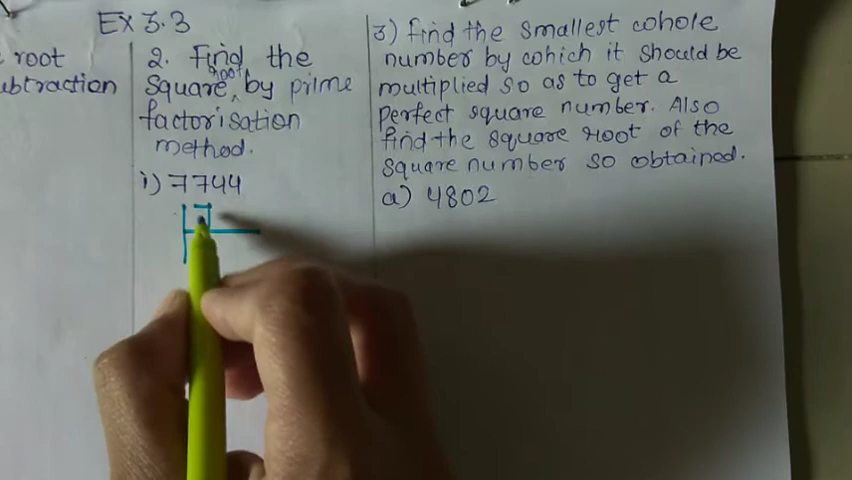 Ex 3.3
root
ubtraction
2. Find the
Square root by prime
factorisation
method.
i) 7744
7
3) find the smallest whole
number by which it should be
multiplied so as to get a
perfect square number. Also
find the square root of the
square number so obtained.
a) 4802